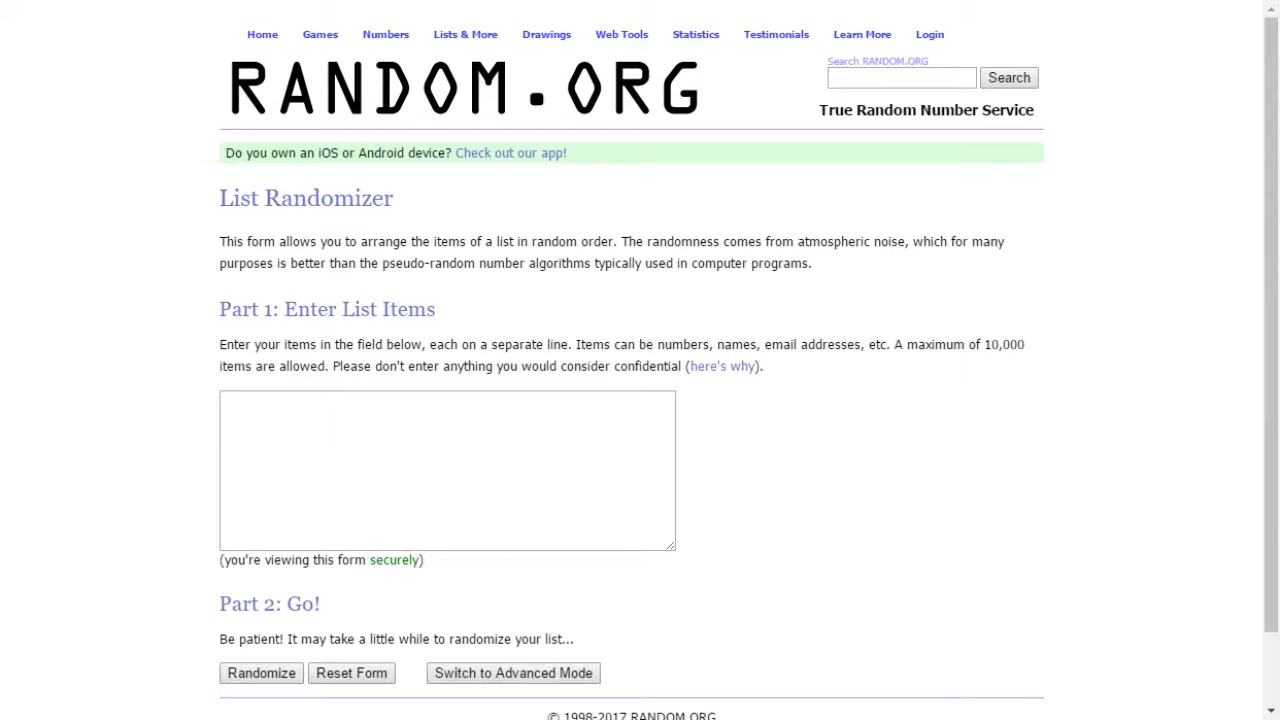 Home Games Numbers Lists & More Drawings Web Tools Statistics Testimonials Learn More Login
RANDOM.ORG
Search RANDOM.ORG
Search
True Random Number Service
Do you own an iOS or Android device? Check out our app!
List Randomizer
This form allows you to arrange the items of a list in random order. The randomness comes from atmospheric noise, which for many
purposes is better than the pseudo-random number algorithms typically used in computer programs.
Part 1: Enter List Items
Enter your items in the field below, each on a separate line. Items can be numbers, names, email addresses, etc. A maximum of 10,000
items are allowed. Please don't enter anything you would consider confidential (here's why).
(you're viewing this form securely)
Part 2: Go!
Be patient! It may take a little while to randomize your list...
Randomize Reset Form Switch to Advanced Mode
© 1998-2017 RANDOM.ORG